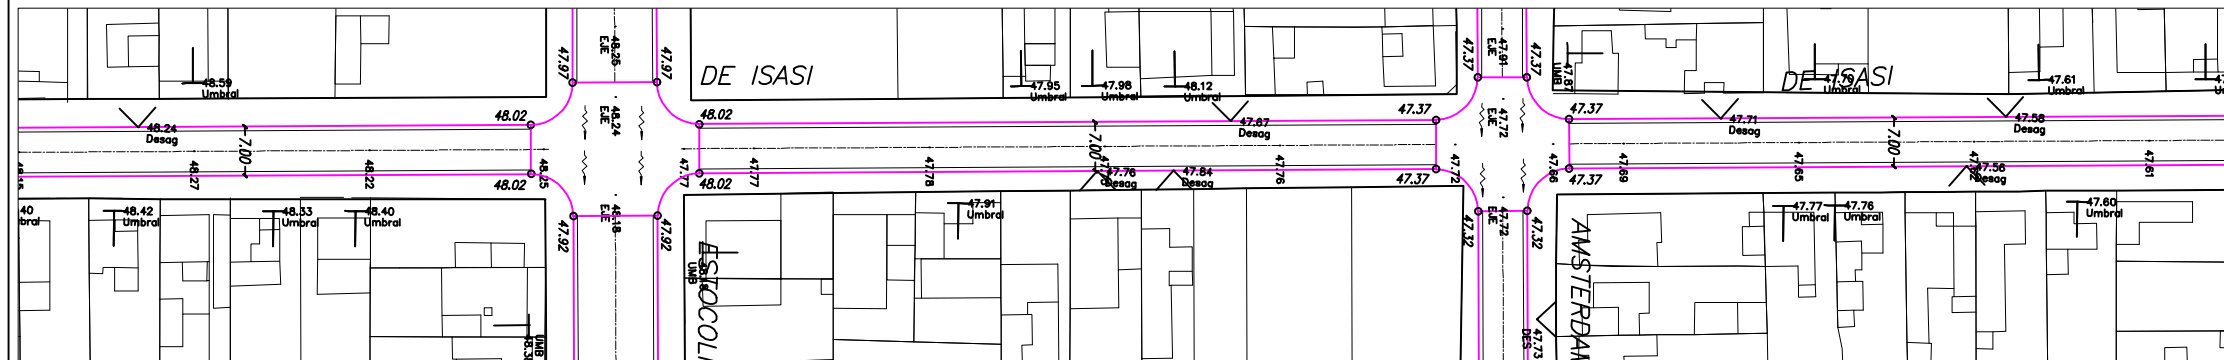 47.97
48.25
EJE
47.97
DE ISASI
47.37
47.91
EJE
47.37
47.87
UMB
DE ISASI
48.59
Umbral
47.95
Umbral
47.98
Umbral
48.12
Umbral
47.79
Umbral
47.61
Umbral
48.24
Desag
48.02
48.24
EJE
48.02
47.67
Desag
47.37
47.72
EJE
47.37
47.71
Desag
47.58
Desag
7.00
7.00
7.00
48.27
48.22
48.25
48.02
47.77
48.02
47.77
47.78
47.76
Desag
47.84
Desag
47.76
47.72
47.37
47.66
47.37
47.69
47.65
47.58
Desag
47.61
48.42
Umbral
48.33
Umbral
48.40
Umbral
47.92
48.18
EJE
47.92
47.91
Umbral
47.32
47.72
EJE
47.32
47.77
Umbral
47.76
Umbral
47.60
Umbral
UMB
UMB
47.73
DES